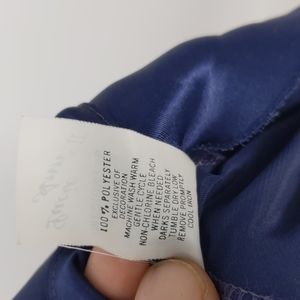 100% POLYESTER
EXCLUSIVE OF
DECORATION
MACHINE WASH WARM
GENTLE CYCLE
NON-CHLORINE BLEACH
WHEN NEEDED
DARKS SEPARATELY
TUMBLE DRY LOW
REMOVE PROMPTLY
COOL IRON